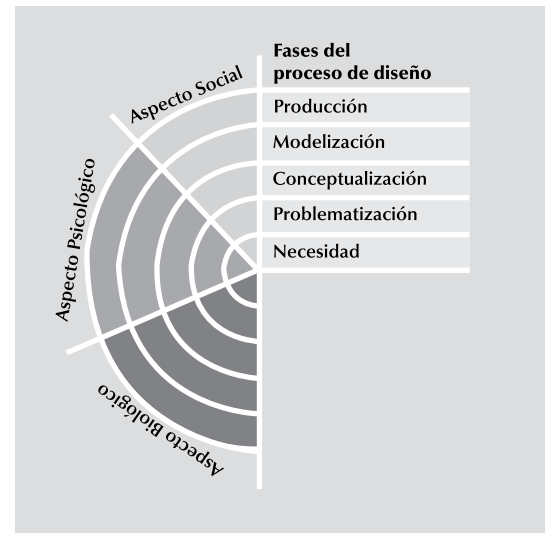 Fases del
proceso de diseño
Aspecto Social
Producción
Modelización
Conceptualización
Problematización
Necesidad
Aspecto Psicológico
Aspecto Biológico